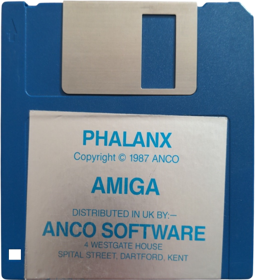 PHALANX
Copyright © 1987 ANCO
AMIGA
DISTRIBUTED IN UK BY:—
ANCO SOFTWARE
4 WESTGATE HOUSE
SPITAL STREET, DARTFORD, KENT